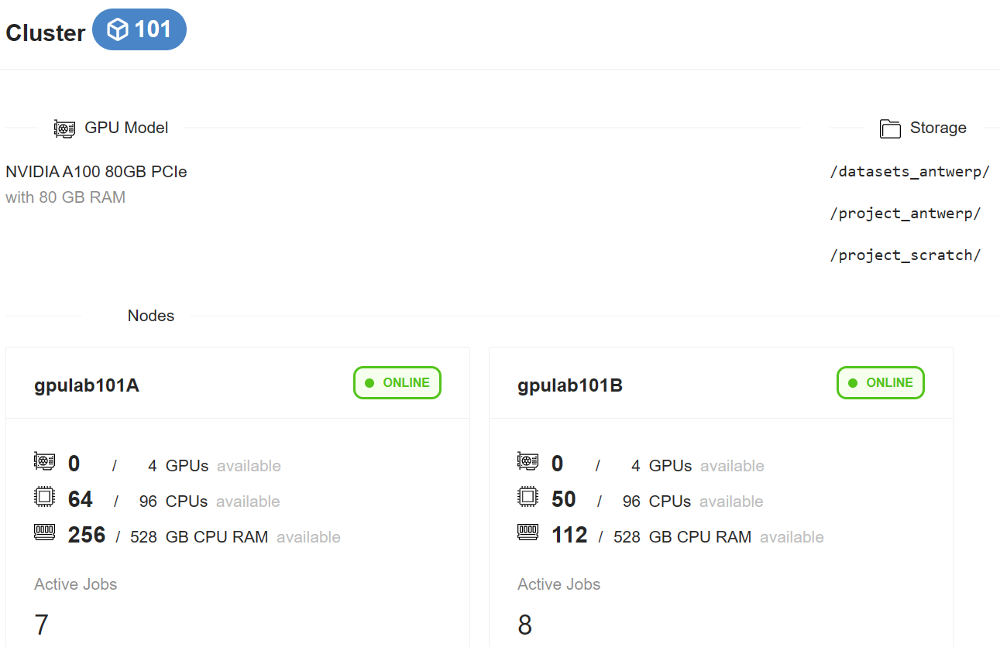 Cluster 101
GPU Model
NVIDIA A100 80GB PCIe
with 80 GB RAM
Storage
/datasets_antwerp/
/project_antwerp/
/project_scratch/
Nodes
gpulab101A
ONLINE
0 / 4 GPUs available
64 / 96 CPUs available
256 / 528 GB CPU RAM available
Active Jobs
7
gpulab101B
ONLINE
0 / 4 GPUs available
50 / 96 CPUs available
112 / 528 GB CPU RAM available
Active Jobs
8